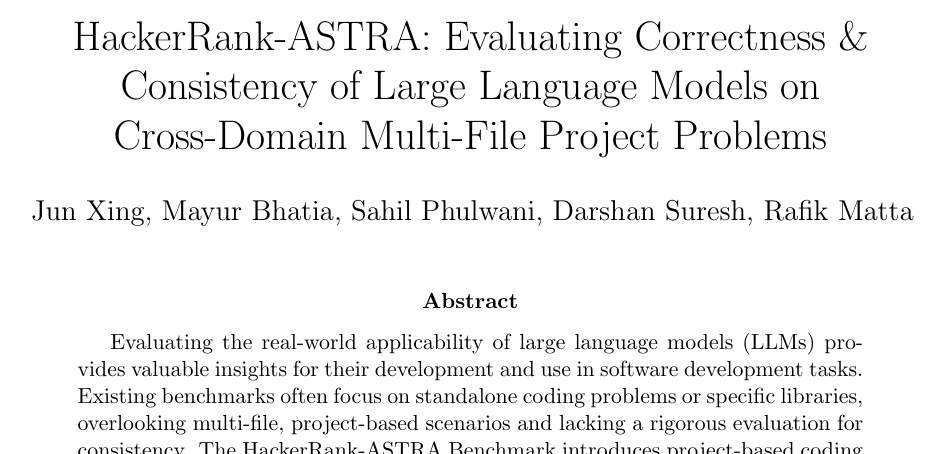 HackerRank-ASTRA: Evaluating Correctness &
Consistency of Large Language Models on
Cross-Domain Multi-File Project Problems
Jun Xing, Mayur Bhatia, Sahil Phulwani, Darshan Suresh, Rafik Matta
Abstract
Evaluating the real-world applicability of large language models (LLMs) pro-
vides valuable insights for their development and use in software development tasks.
Existing benchmarks often focus on standalone coding problems or specific libraries,
overlooking multi-file, project-based scenarios and lacking a rigorous evaluation for
consistency. The HackerRank-ASTRA Benchmark introduces project-based coding